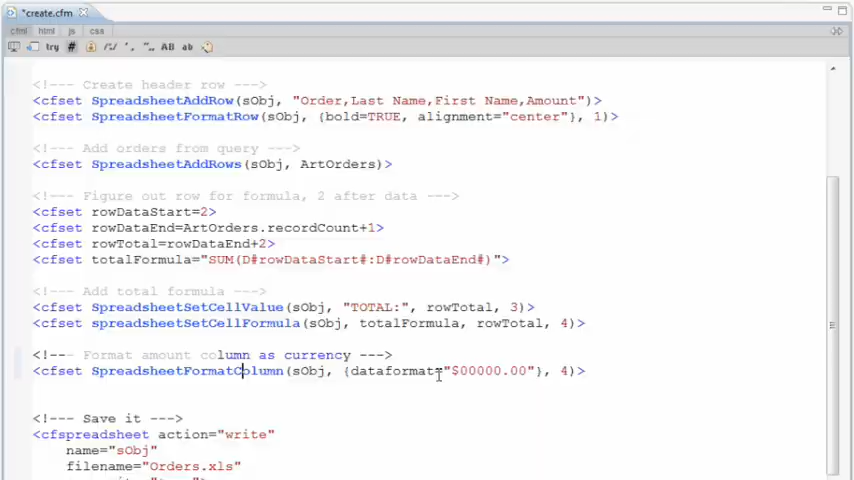 *create.cfm
cfml html js css
try # /*/ AB ab
<!--- Create header row --->
<cfset SpreadsheetAddRow(sObj, "Order,Last Name,First Name,Amount")>
<cfset SpreadsheetFormatRow(sObj, {bold=TRUE, alignment="center"}, 1)>
<!--- Add orders from query --->
<cfset SpreadsheetAddRows(sObj, ArtOrders)>
<!--- Figure out row for formula, 2 after data --->
<cfset rowDataStart=2>
<cfset rowDataEnd=ArtOrders.recordCount+1>
<cfset rowTotal=rowDataEnd+2>
<cfset totalFormula="SUM(D#rowDataStart#:D#rowDataEnd#)">
<!--- Add total formula --->
<cfset SpreadsheetSetCellValue(sObj, "TOTAL:", rowTotal, 3)>
<cfset spreadsheetSetCellFormula(sObj, totalFormula, rowTotal, 4)>
<!--- Format amount column as currency --->
<cfset SpreadsheetFormatColumn(sObj, {dataformat="$00000.00"}, 4)>
<!--- Save it --->
<cfspreadsheet action="write"
name="sObj"
filename="Orders.xls"